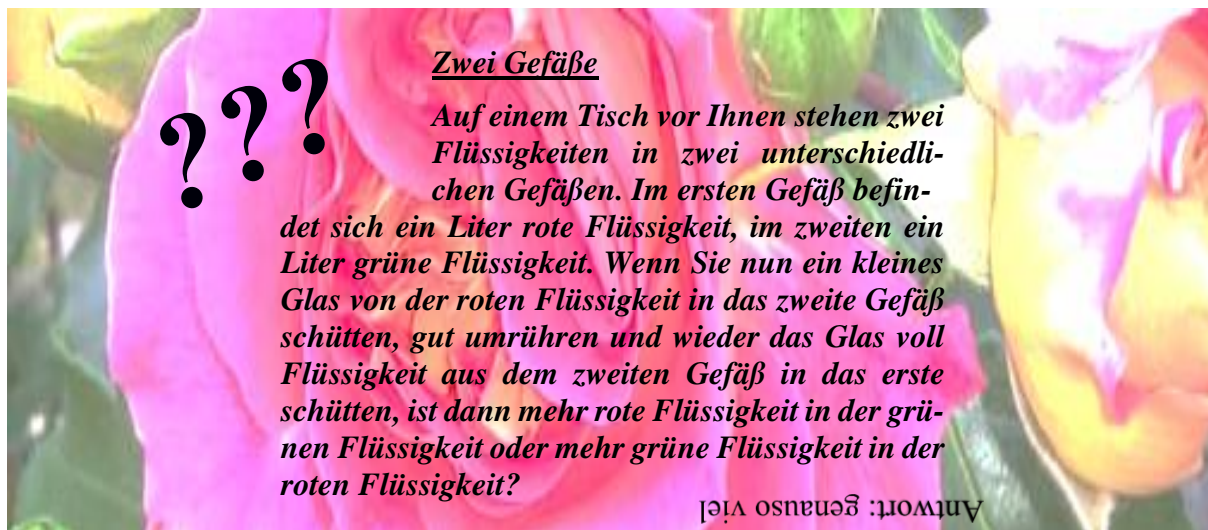 ???
Zwei Gefäße
Auf einem Tisch vor Ihnen stehen zwei
Flüssigkeiten in zwei unterschiedli-
chen Gefäßen. Im ersten Gefäß befin-
det sich ein Liter rote Flüssigkeit, im zweiten ein
Liter grüne Flüssigkeit. Wenn Sie nun ein kleines
Glas von der roten Flüssigkeit in das zweite Gefäß
schütten, gut umrühren und wieder das Glas voll
Flüssigkeit aus dem zweiten Gefäß in das erste
schütten, ist dann mehr rote Flüssigkeit in der grü-
nen Flüssigkeit oder mehr grüne Flüssigkeit in der
roten Flüssigkeit?
Antwort: genauso viel